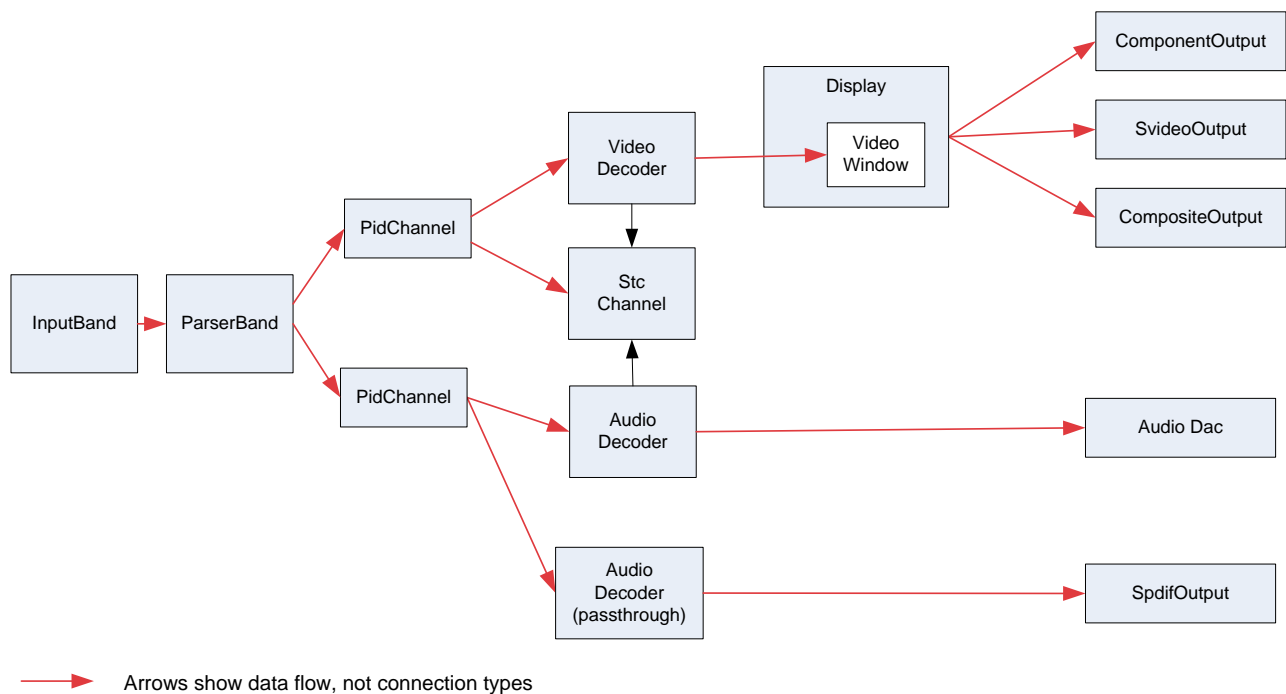 ComponentOutput
Display
SvideoOutput
Video
Decoder
Video
Window
CompositeOutput
PidChannel
Stc
Channel
InputBand
ParserBand
PidChannel
Audio
Decoder
Audio Dac
Audio
Decoder
(passthrough)
SpdifOutput
Arrows show data flow, not connection types